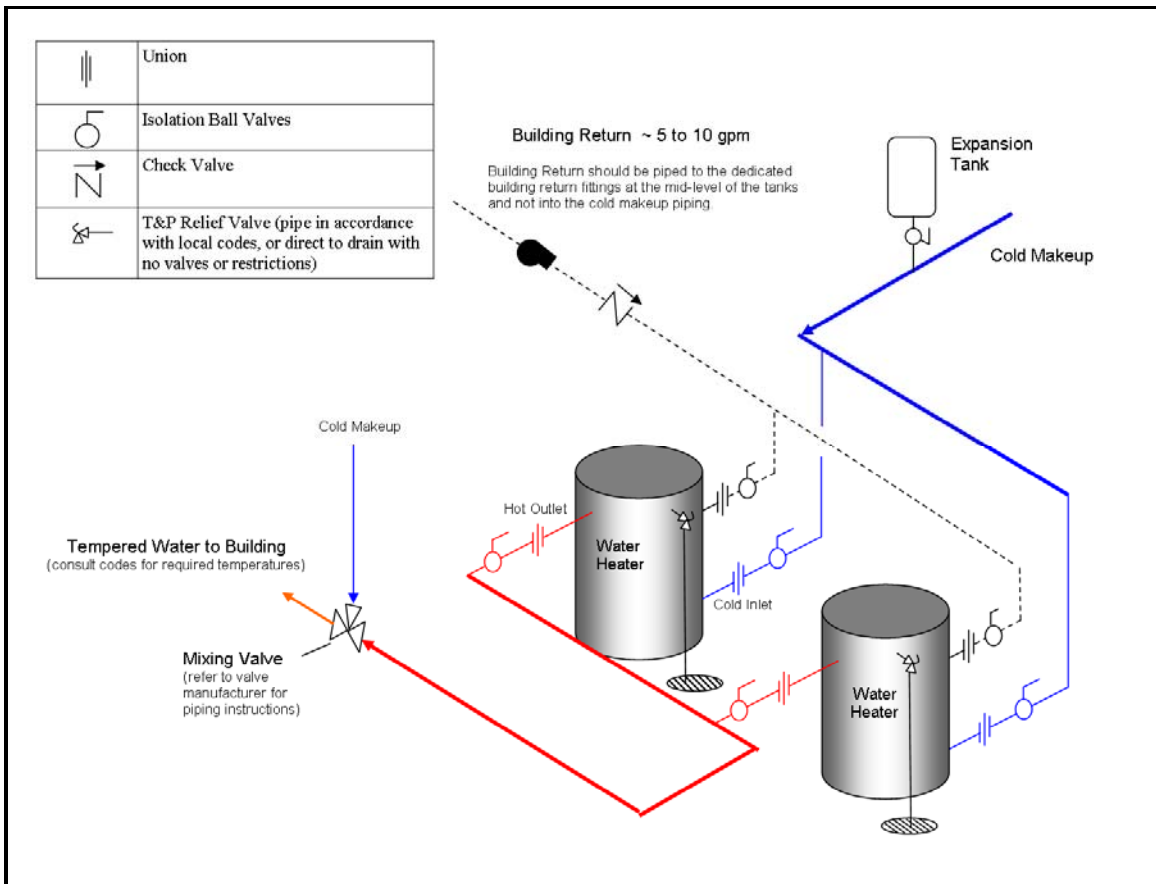 Union
Isolation Ball Valves
Check Valve
T&P Relief Valve (pipe in accordance
with local codes, or direct to drain with
no valves or restrictions)
Building Return ~ 5 to 10 gpm
Building Return should be piped to the dedicated
building return fittings at the mid-level of the tanks
and not into the cold makeup piping.
Expansion
Tank
Cold Makeup
Cold Makeup
Hot Outlet
Water
Heater
Cold Inlet
Tempered Water to Building
(consult codes for required temperatures)
Mixing Valve
(refer to valve
manufacturer for
piping instructions)
Water
Heater